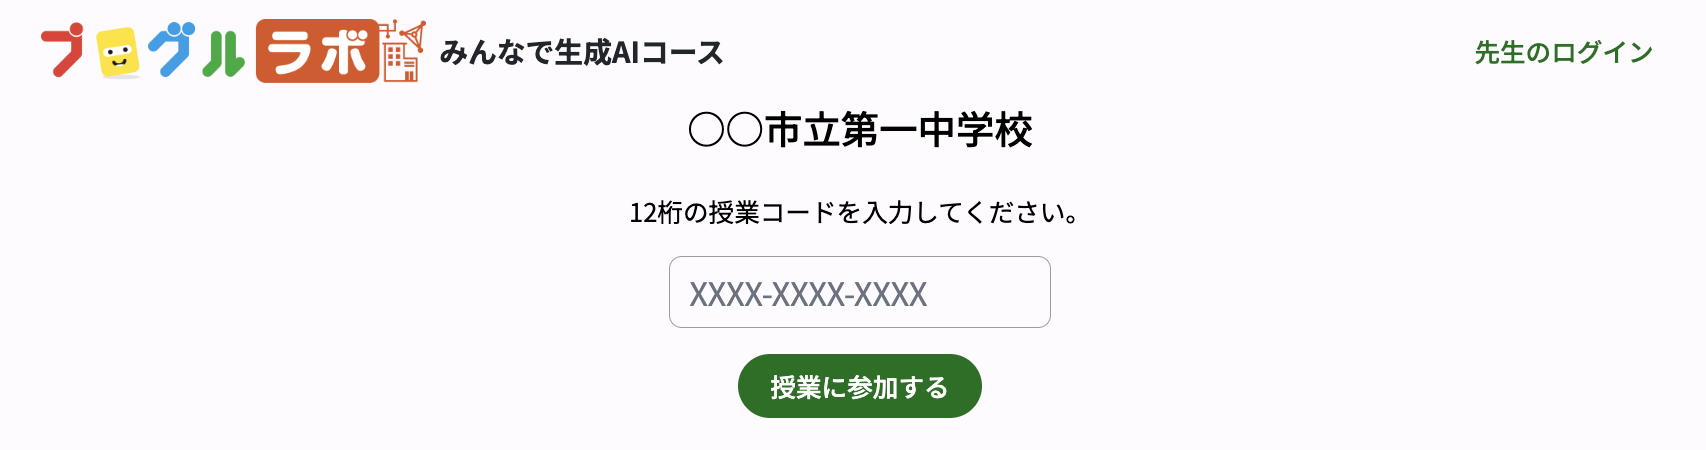 プログルラボ みんなで生成AIコース
先生のログイン
〇〇市立第一中学校
12桁の授業コードを入力してください。
XXXX-XXXX-XXXX
授業に参加する